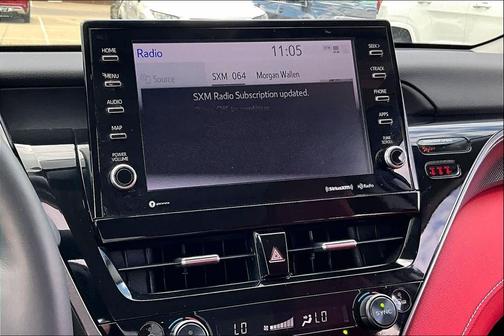 Radio 11:05
Source SXM 064 Morgan Wallen
SXM Radio Subscription updated.
HOME
MENU
AUDIO
MAP
POWER
VOLUME
SEEK>
<TRACK
PHONE
APPS
TUNE
SCROLL
SiriusXM HD Radio
gracenote
LO
LO
SYNC